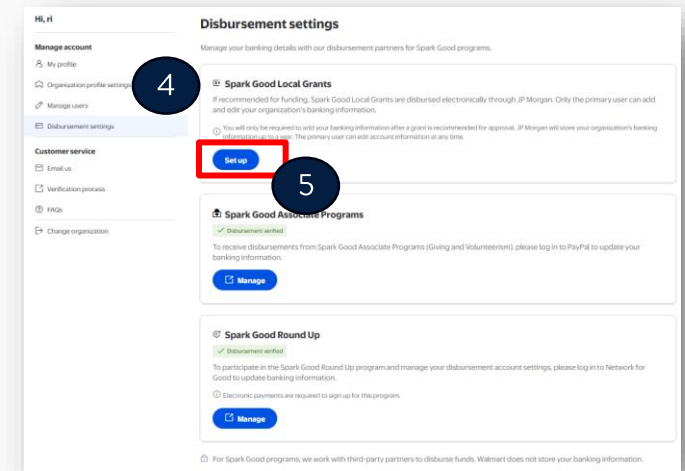 Hi, ri
Manage account
My profile
Organization profile settings
Manage users
Disbursement settings
Customer service
Email us
Verification process
FAQs
Change organization
4
Disbursement settings
Manage your banking details with our disbursement partners for Spark Good programs.
Spark Good Local Grants
If recommended for funding, Spark Good Local Grants are disbursed electronically through JP Morgan. Only the primary user can add
and edit your organization's banking information.
You will only be required to add your banking information after a grant is recommended for approval. JP Morgan will store your organization's banking
information up to a year. The primary user can edit account information at any time.
Set up
5
Spark Good Associate Programs
Disbursement verified
To receive disbursements from Spark Good Associate Programs (Giving and Volunteerism), please log in to PayPal to update your
banking information.
Manage
Spark Good Round Up
Disbursement verified
To participate in the Spark Good Round Up program and manage your disbursement account settings, please log in to Network for
Good to update banking information.
Electronic payments are required to sign up for this program.
Manage
For Spark Good programs, we work with third-party partners to disburse funds. Walmart does not store your banking information.